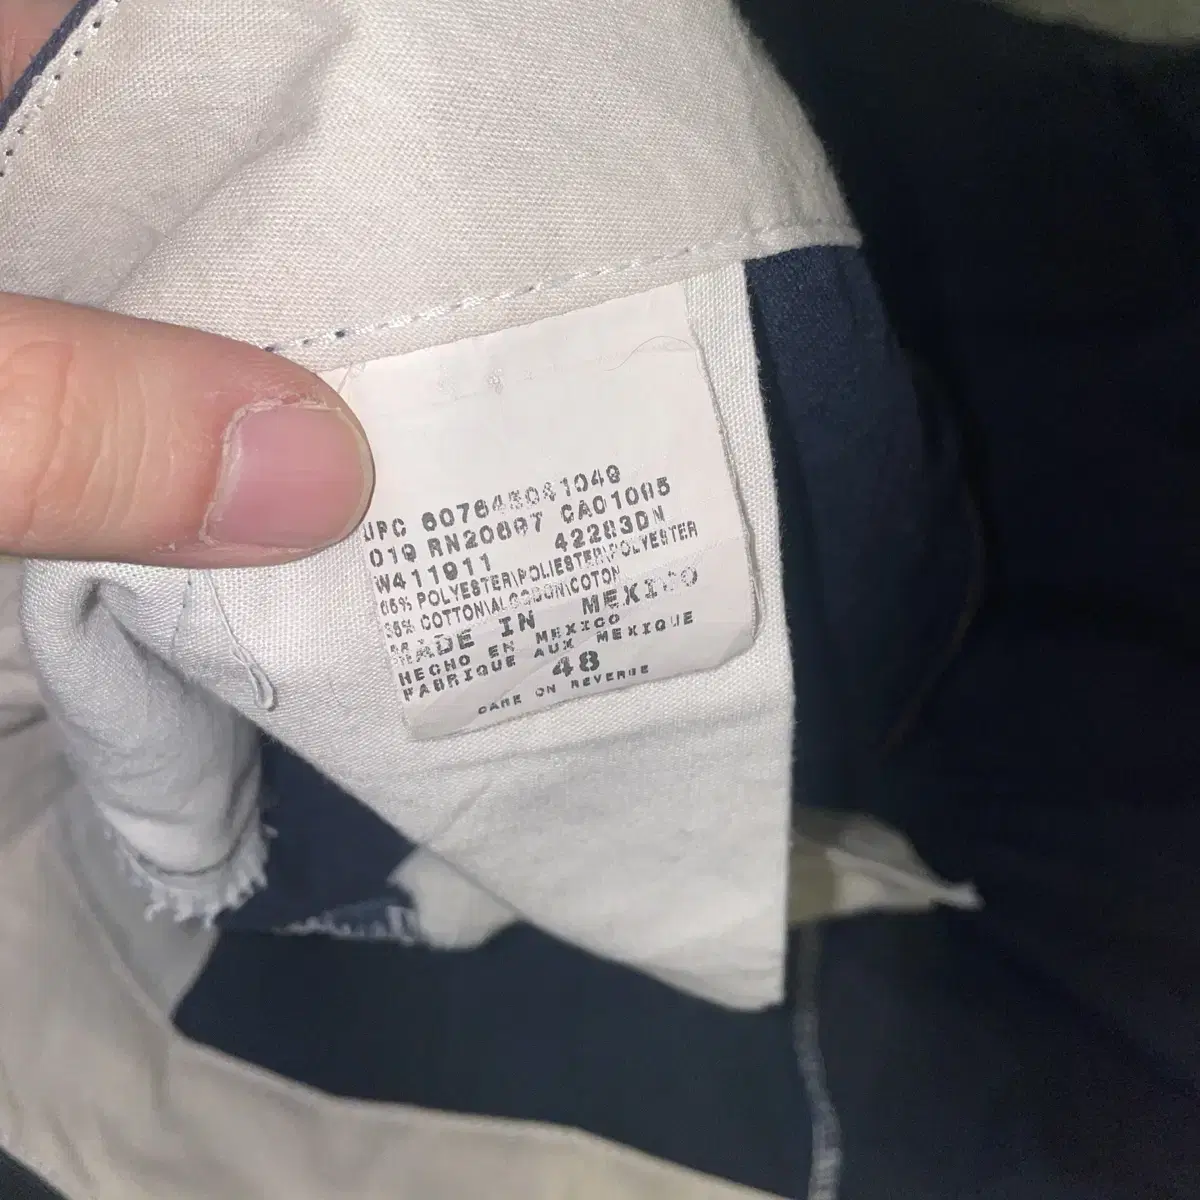 UPC 607645041049
019 RN20697 CA01005
W411911 42283DN
65% POLYESTER\POLIESTER\POLYESTER
35% COTTON\ALGODON\COTON
MADE IN MEXICO
HECHO EN MEXICO
FABRIQUE AUX MEXIQUE
48
CARE ON REVERSE